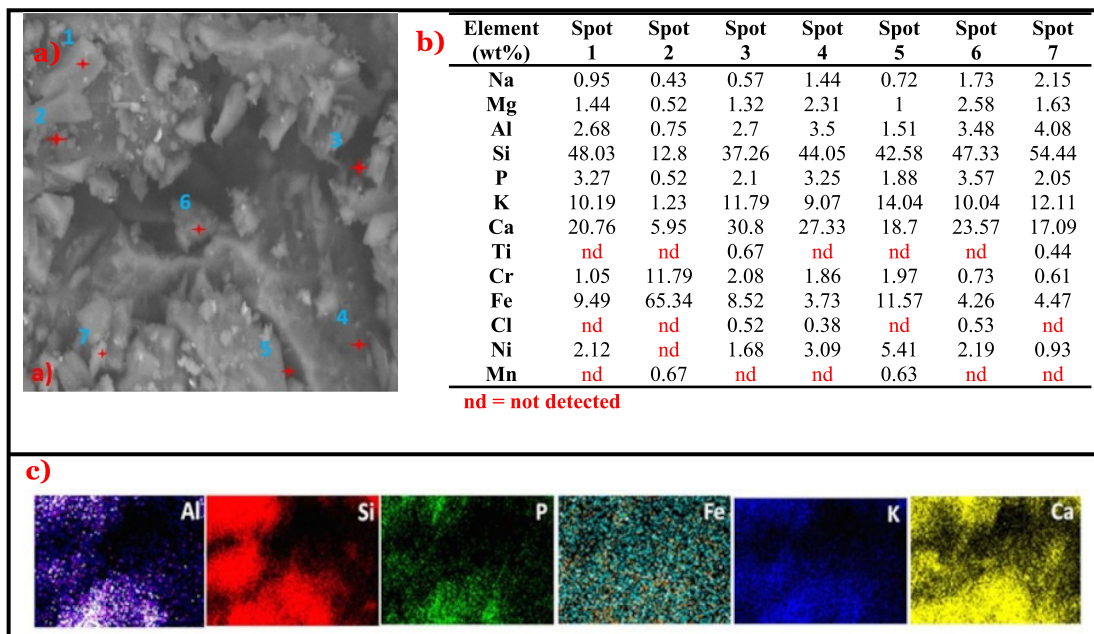 a)
1
2
3
6
4
7
5
a)
b)
Element (wt%) Spot 1 Spot 2 Spot 3 Spot 4 Spot 5 Spot 6 Spot 7
Na 0.95 0.43 0.57 1.44 0.72 1.73 2.15
Mg 1.44 0.52 1.32 2.31 1 2.58 1.63
Al 2.68 0.75 2.7 3.5 1.51 3.48 4.08
Si 48.03 12.8 37.26 44.05 42.58 47.33 54.44
P 3.27 0.52 2.1 3.25 1.88 3.57 2.05
K 10.19 1.23 11.79 9.07 14.04 10.04 12.11
Ca 20.76 5.95 30.8 27.33 18.7 23.57 17.09
Ti nd nd 0.67 nd nd nd 0.44
Cr 1.05 11.79 2.08 1.86 1.97 0.73 0.61
Fe 9.49 65.34 8.52 3.73 11.57 4.26 4.47
Cl nd nd 0.52 0.38 nd 0.53 nd
Ni 2.12 nd 1.68 3.09 5.41 2.19 0.93
Mn nd 0.67 nd nd 0.63 nd nd
nd = not detected
c)
Al Si P Fe K Ca